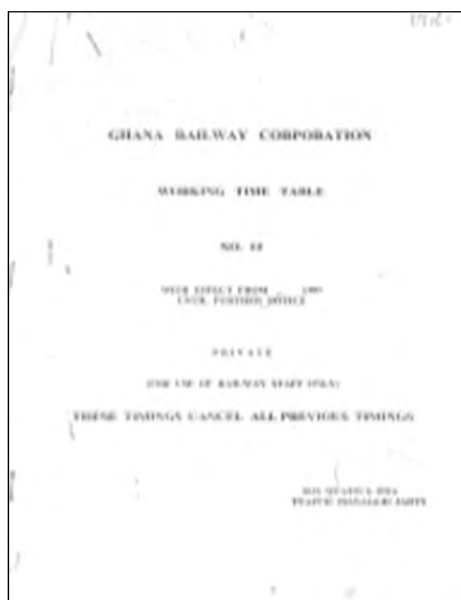 GHANA RAILWAY CORPORATION
WORKING TIME TABLE
NO.
WITH EFFECT FROM
UNTIL FURTHER NOTICE
PRIVATE
(FOR USE OF RAILWAY STAFF ONLY)
THESE TIMINGS CANCEL ALL PREVIOUS TIMINGS
TRAFFIC MANAGER